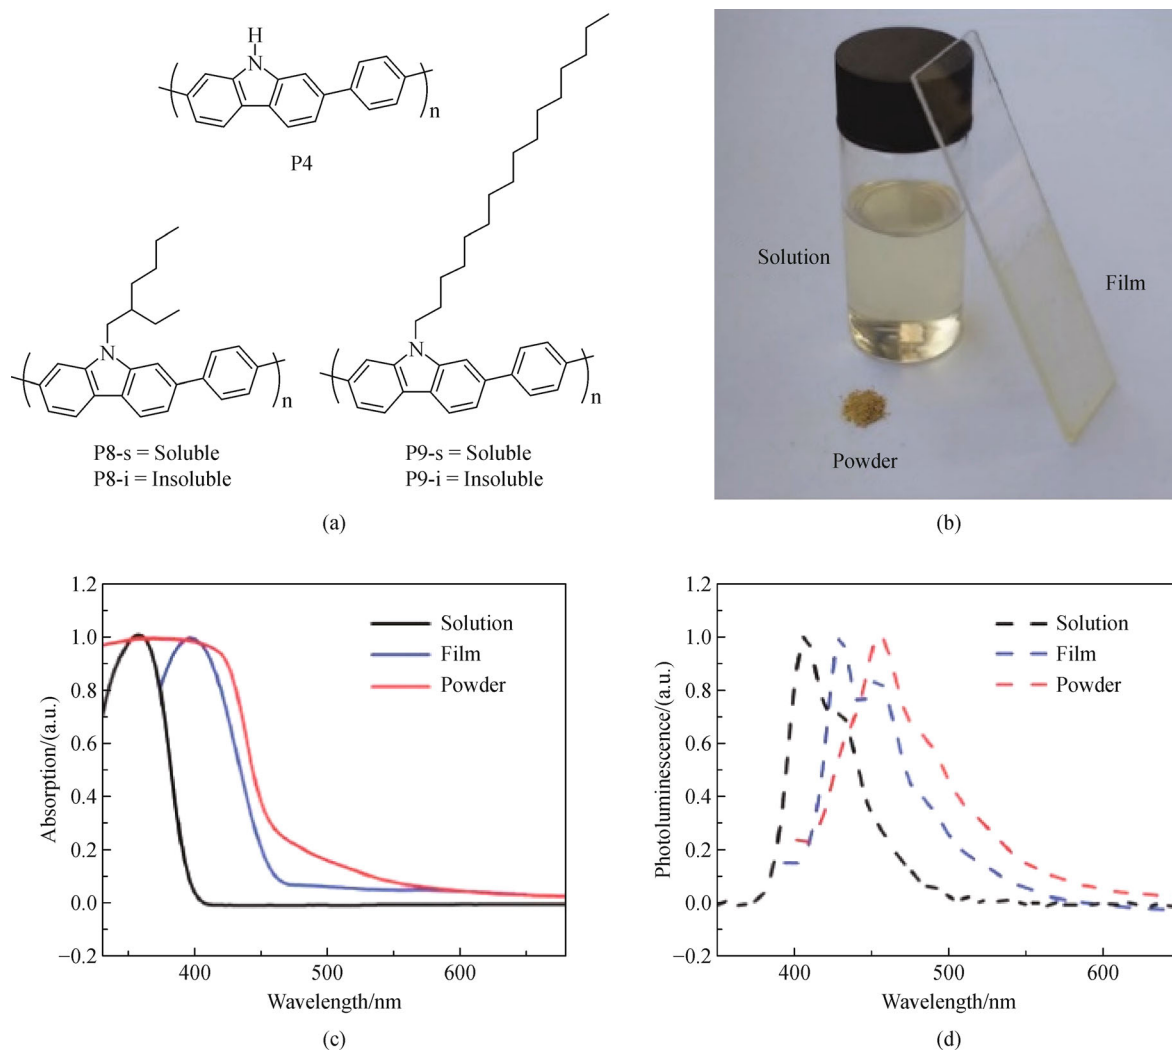 H
N
n
P4
N
n
N
n
P8-s = Soluble
P8-i = Insoluble
P9-s = Soluble
P9-i = Insoluble
(a)
Solution
Film
Powder
(b)
1.2
1.0
0.8
0.6
0.4
0.2
0.0
−0.2
Absorption/(a.u.)
Solution
Film
Powder
400
500
600
Wavelength/nm
(c)
1.2
1.0
0.8
0.6
0.4
0.2
0.0
−0.2
Photoluminescence/(a.u.)
Solution
Film
Powder
400
500
600
Wavelength/nm
(d)